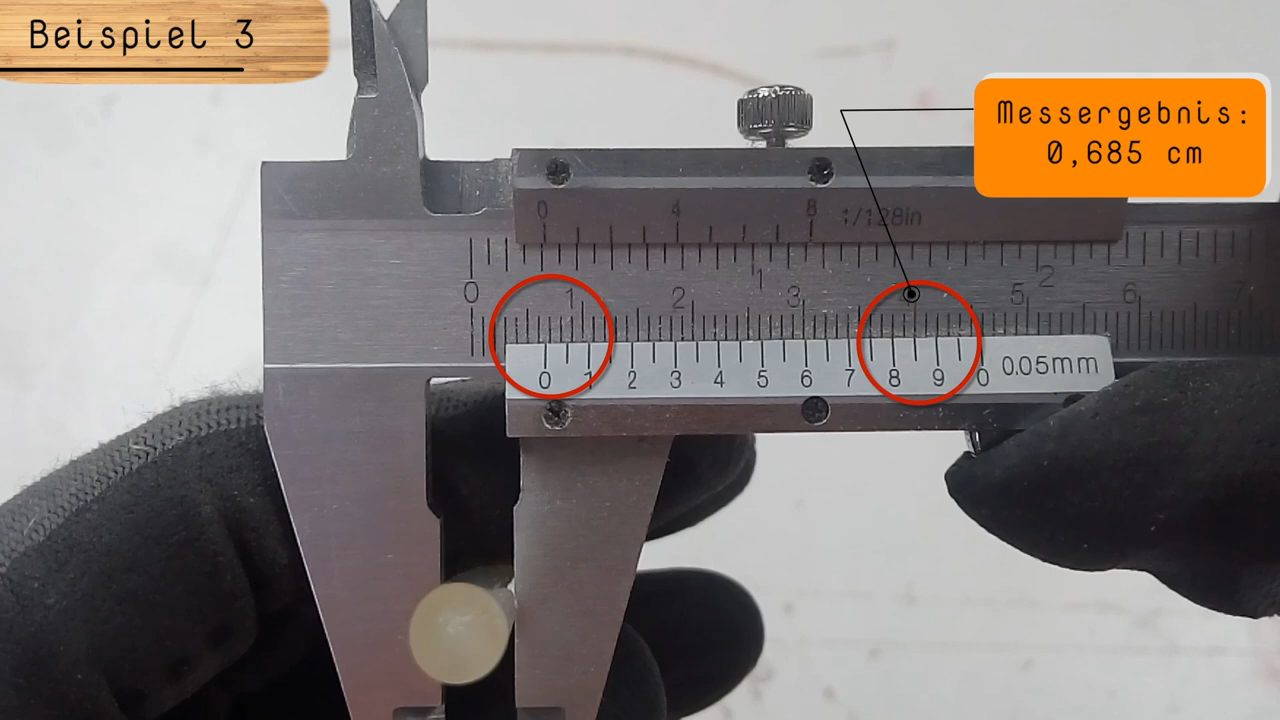 Beispiel 3
Messergebnis:
0,685 cm
0 4 8 1/128in
1 2
0 1 2 3 4 5 6 7
0 1 2 3 4 5 6 7 8 9 0 0.05mm